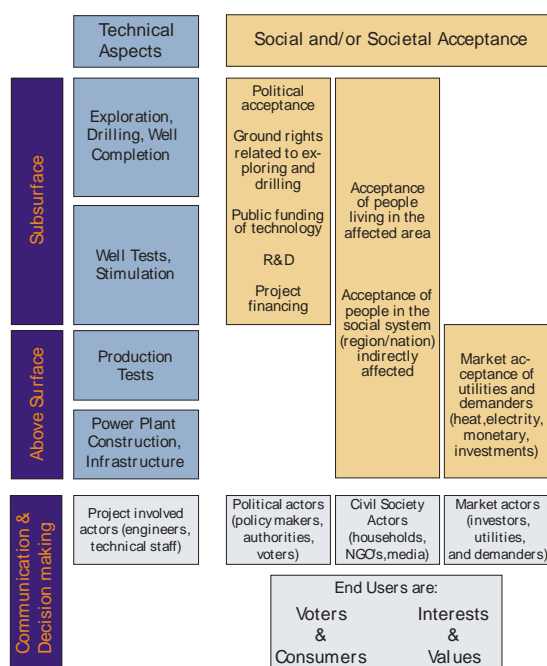 Technical
Aspects
Social and/or Societal Acceptance
Subsurface
Exploration,
Drilling, Well
Completion
Well Tests,
Stimulation
Political
acceptance
Ground rights
related to ex-
ploring and
drilling
Public funding
of technology
R&D
Project
financing
Acceptance
of people
living in the
affected area
Acceptance of
people in the
social system
(region/nation)
indirectly
affected
Above Surface
Production
Tests
Power Plant
Construction,
Infrastructure
Market ac-
ceptance of
utilities and
demanders
(heat,electrity,
monetary,
investments)
Communication &
Decision making
Project involved
actors (engineers,
technical staff)
Political actors
(policy makers,
authorities,
voters)
Civil Society
Actors
(households,
NGO's,media)
Market actors
(investors,
utilities,
and demanders)
End Users are:
Voters
&
Consumers
Interests
&
Values